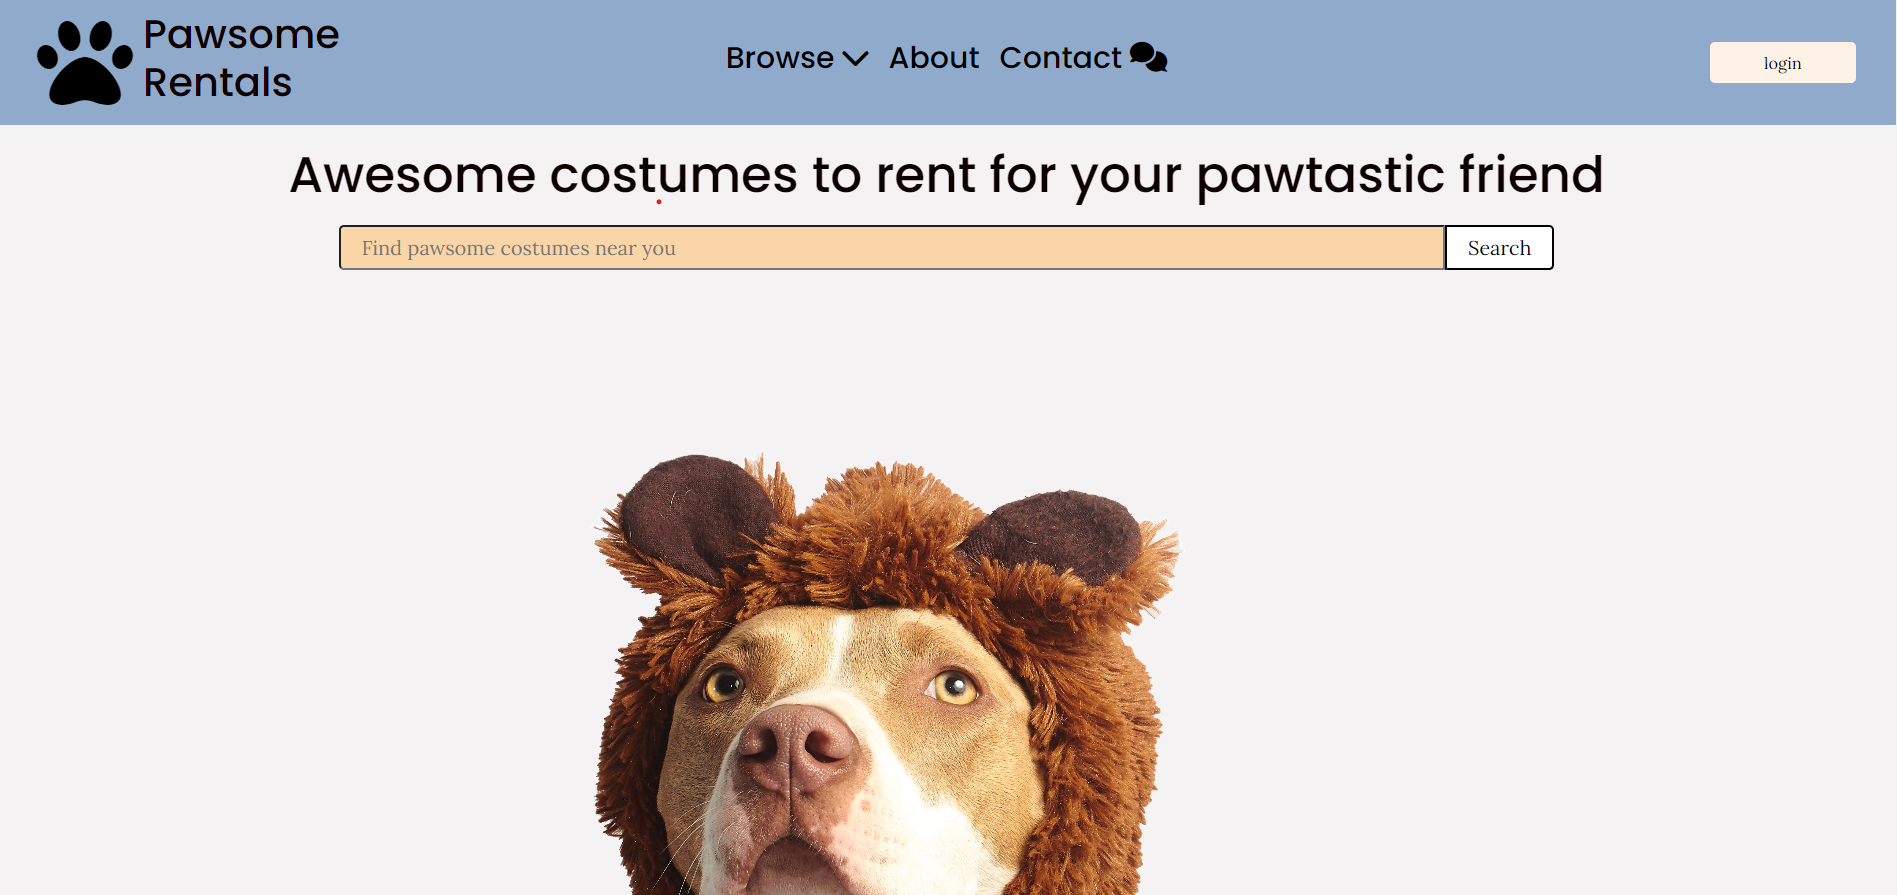 Pawsome
Rentals
Browse
About
Contact
login
Awesome costumes to rent for your pawtastic friend
Find pawsome costumes near you
Search